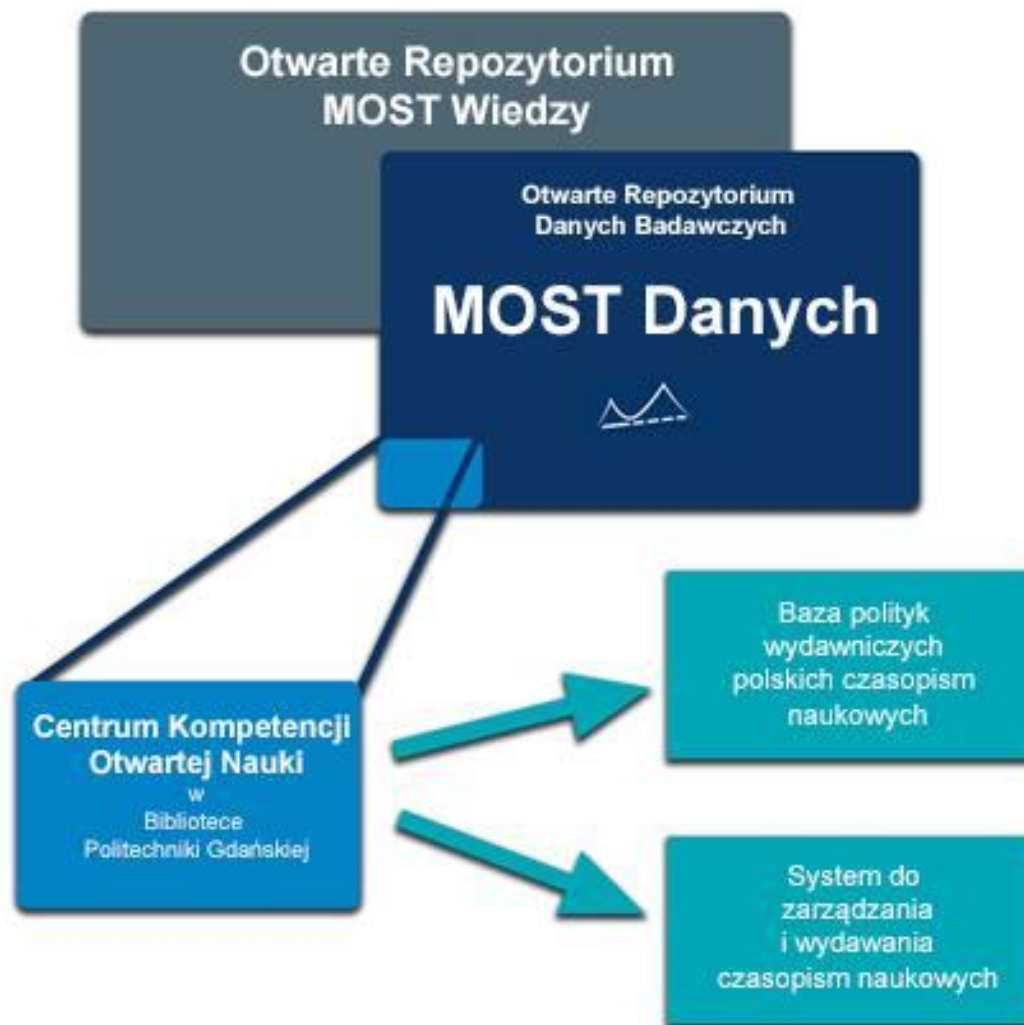 Otwarte Repozytorium
MOST Wiedzy
Otwarte Repozytorium
Danych Badawczych
MOST Danych
Centrum Kompetencji
Otwartej Nauki
w
Bibliotece
Politechniki Gdańskiej
Baza polityk
wydawniczych
polskich czasopism
naukowych
System do
zarządzania
i wydawania
czasopism naukowych